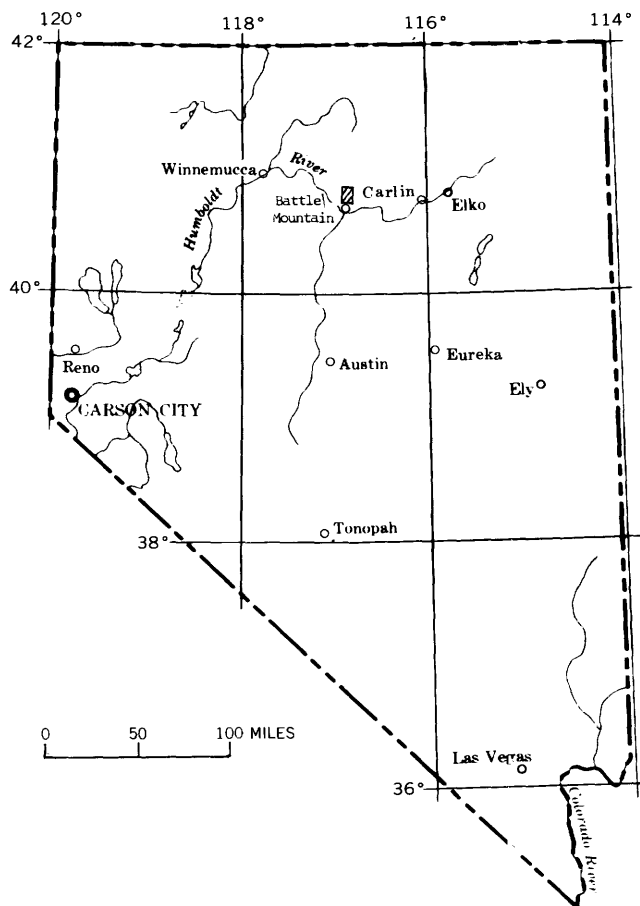 120° 118° 116° 114°
42°
Winnemucca
River
Carlin
Elko
Battle
Mountain
Humboldt
40°
Reno
Austin
Eureka
Ely
CARSON CITY
Tonopah
38°
0 50 100 MILES
Las Vegas
36°
Colorado River